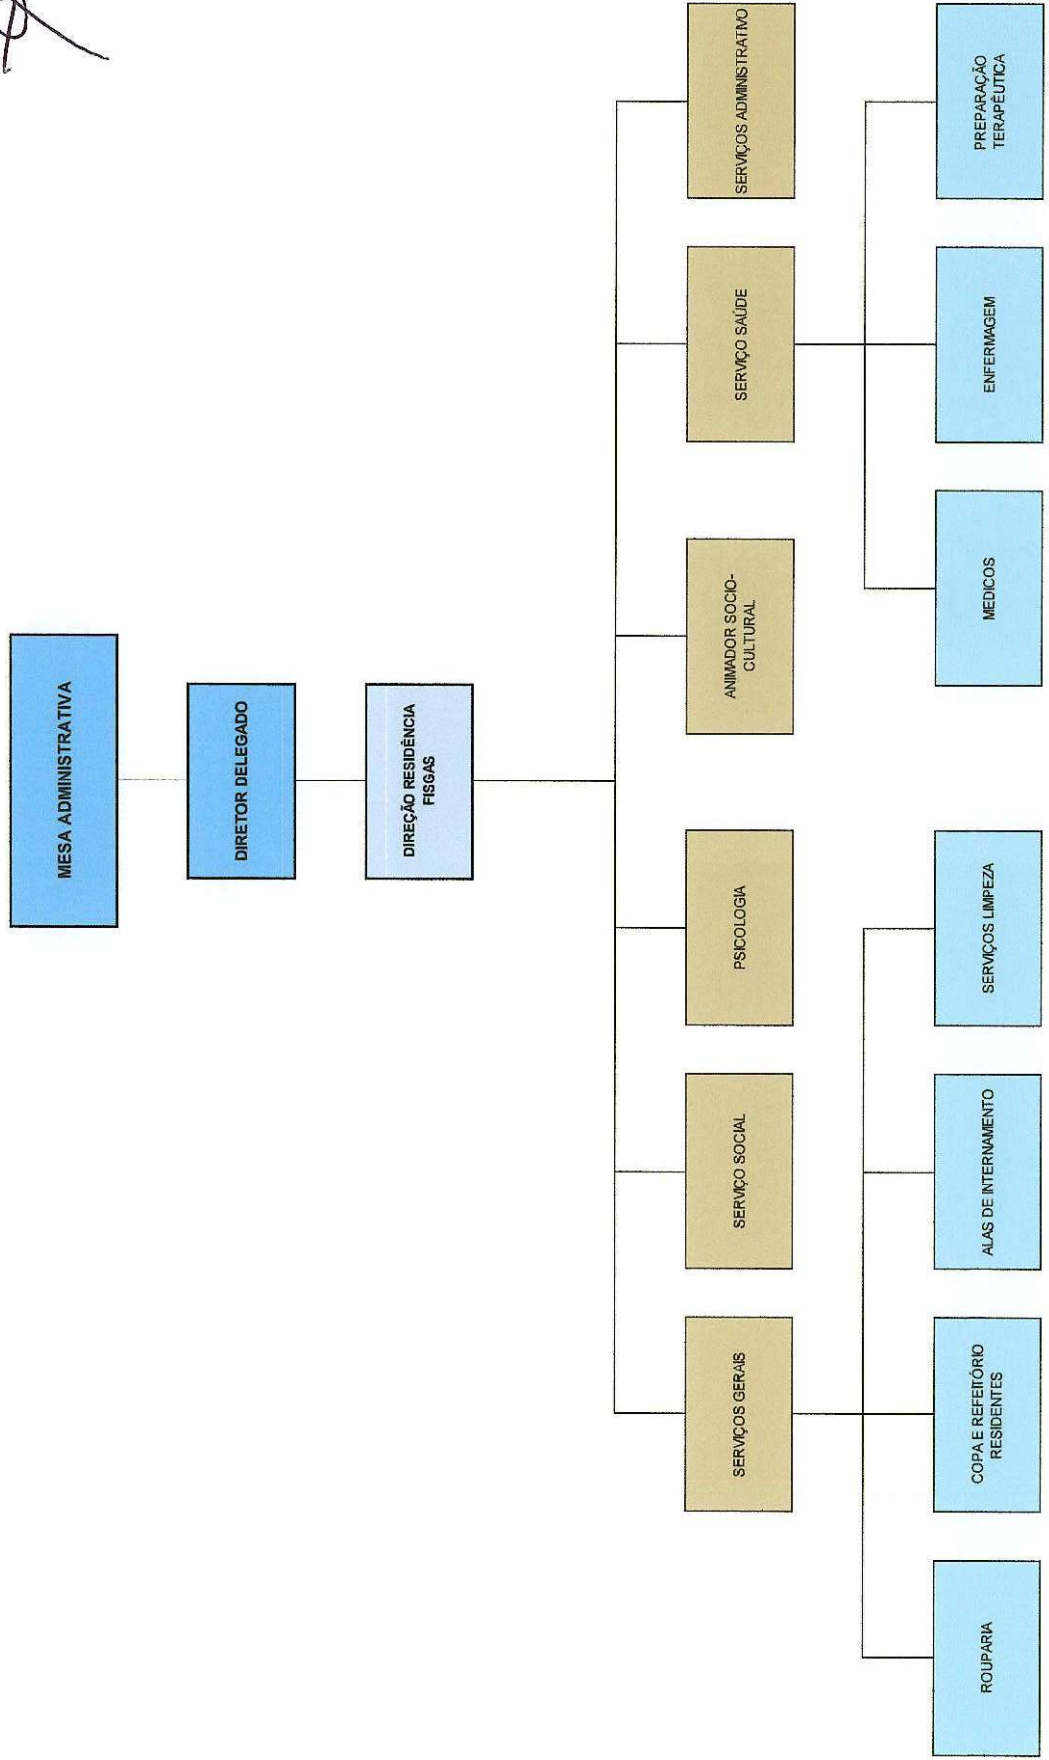 MESA ADMINISTRATIVA
DIRETOR DELEGADO
DIREÇÃO RESIDÊNCIA
FISGAS
SERVIÇOS GERAIS
SERVIÇO SOCIAL
PSICOLOGIA
ANIMADOR SOCIO-
CULTURAL
SERVIÇO SAÚDE
SERVIÇOS ADMINISTRATIVO
ROUPARIA
COPA E REFEITÓRIO
RESIDENTES
ALAS DE INTERNAMENTO
SERVIÇOS LIMPEZA
MEDICOS
ENFERMAGEM
PREPARAÇÃO
TERAPÊUTICA